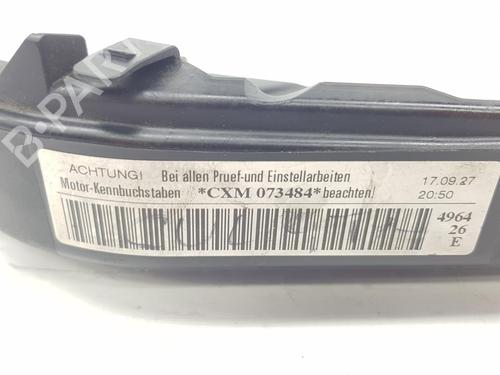 B-PARTS
ACHTUNG! Bei allen Pruef-und Einstellarbeiten 17.09.27
Motor-Kennbuchstaben *CXM 073484* beachten! 20:50
4964
26
E